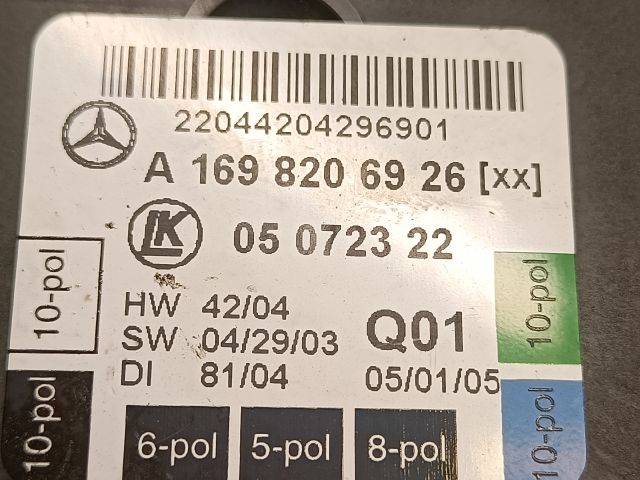 22044204296901
A 169 820 69 26 [xx]
LK
05 0723 22
HW 42/04
SW 04/29/03
DI 81/04
Q01
05/01/05
10-pol
10-pol
10-pol
10-pol
6-pol
5-pol
8-pol